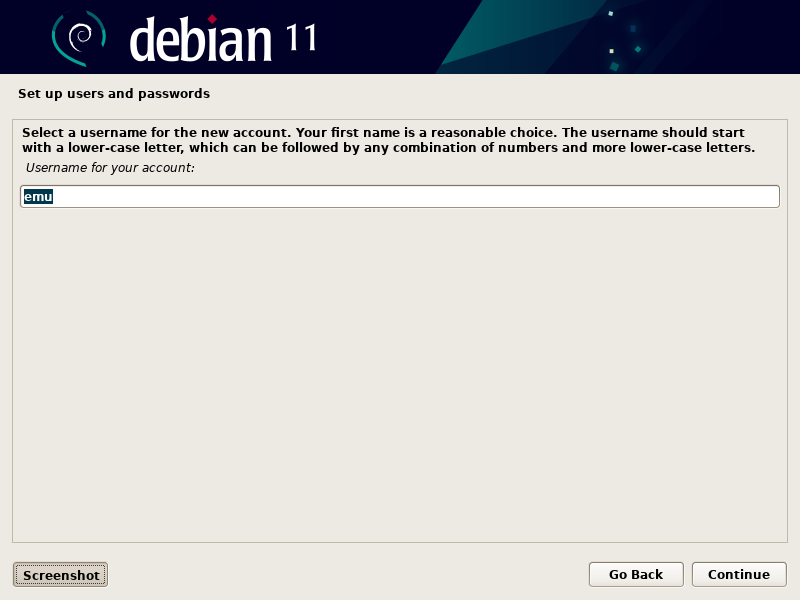 debian 11
Set up users and passwords
Select a username for the new account. Your first name is a reasonable choice. The username should start
with a lower-case letter, which can be followed by any combination of numbers and more lower-case letters.
Username for your account:
emu
Screenshot
Go Back
Continue